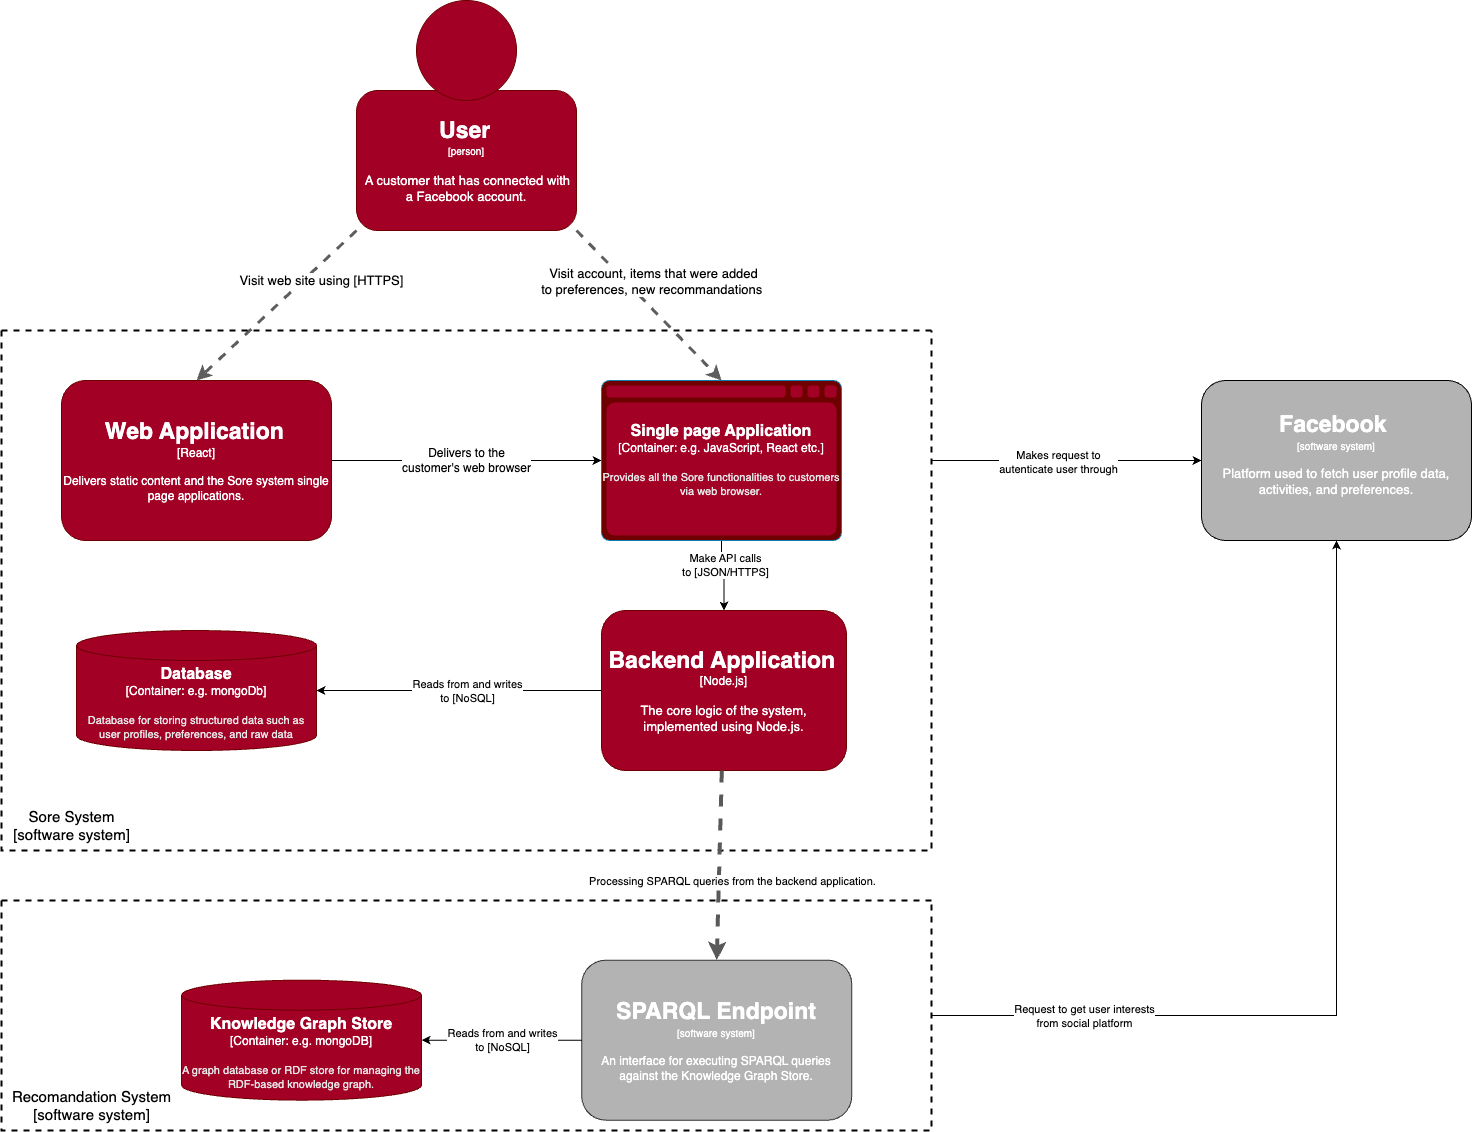 User
[person]
A customer that has connected with
a Facebook account.
Visit web site using [HTTPS]
Visit account, items that were added
to preferences, new recommandations
Web Application
[React]
Delivers static content and the Sore system single
page applications.
Delivers to the
customer's web browser
Single page Application
[Container: e.g. JavaScript, React etc.]
Provides all the Sore functionalities to customers
via web browser.
Makes request to
autenticate user through
Facebook
[software system]
Platform used to fetch user profile data,
activities, and preferences.
Make API calls
to [JSON/HTTPS]
Database
[Container: e.g. mongoDb]
Database for storing structured data such as
user profiles, preferences, and raw data
Reads from and writes
to [NoSQL]
Backend Application
[Node.js]
The core logic of the system,
implemented using Node.js.
Sore System
[software system]
Processing SPARQL queries from the backend application.
Knowledge Graph Store
[Container: e.g. mongoDB]
A graph database or RDF store for managing the
RDF-based knowledge graph.
Reads from and writes
to [NoSQL]
SPARQL Endpoint
[software system]
An interface for executing SPARQL queries
against the Knowledge Graph Store.
Request to get user interests
from social platform
Recomandation System
[software system]